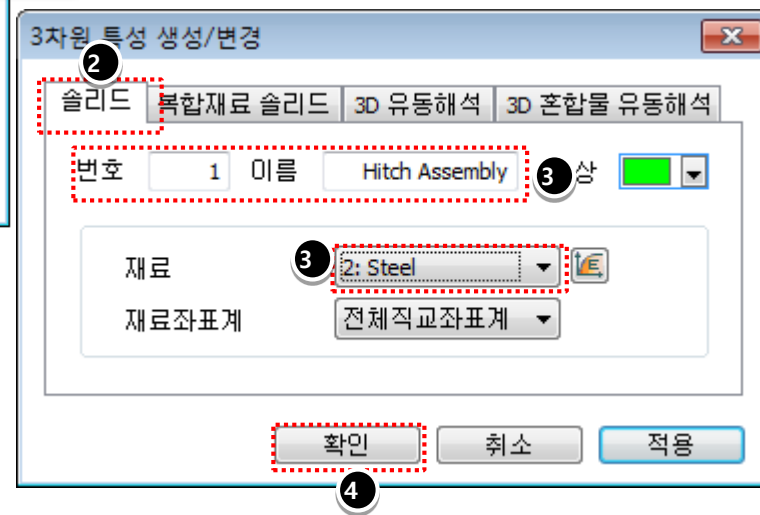 3차원 특성 생성/변경
2
솔리드 복합재료 솔리드 3D 유동해석 3D 혼합물 유동해석
번호 1 이름 Hitch Assembly 3 상
재료 3 2: Steel
재료좌표계 전체직교좌표계
확인 취소 적용
4